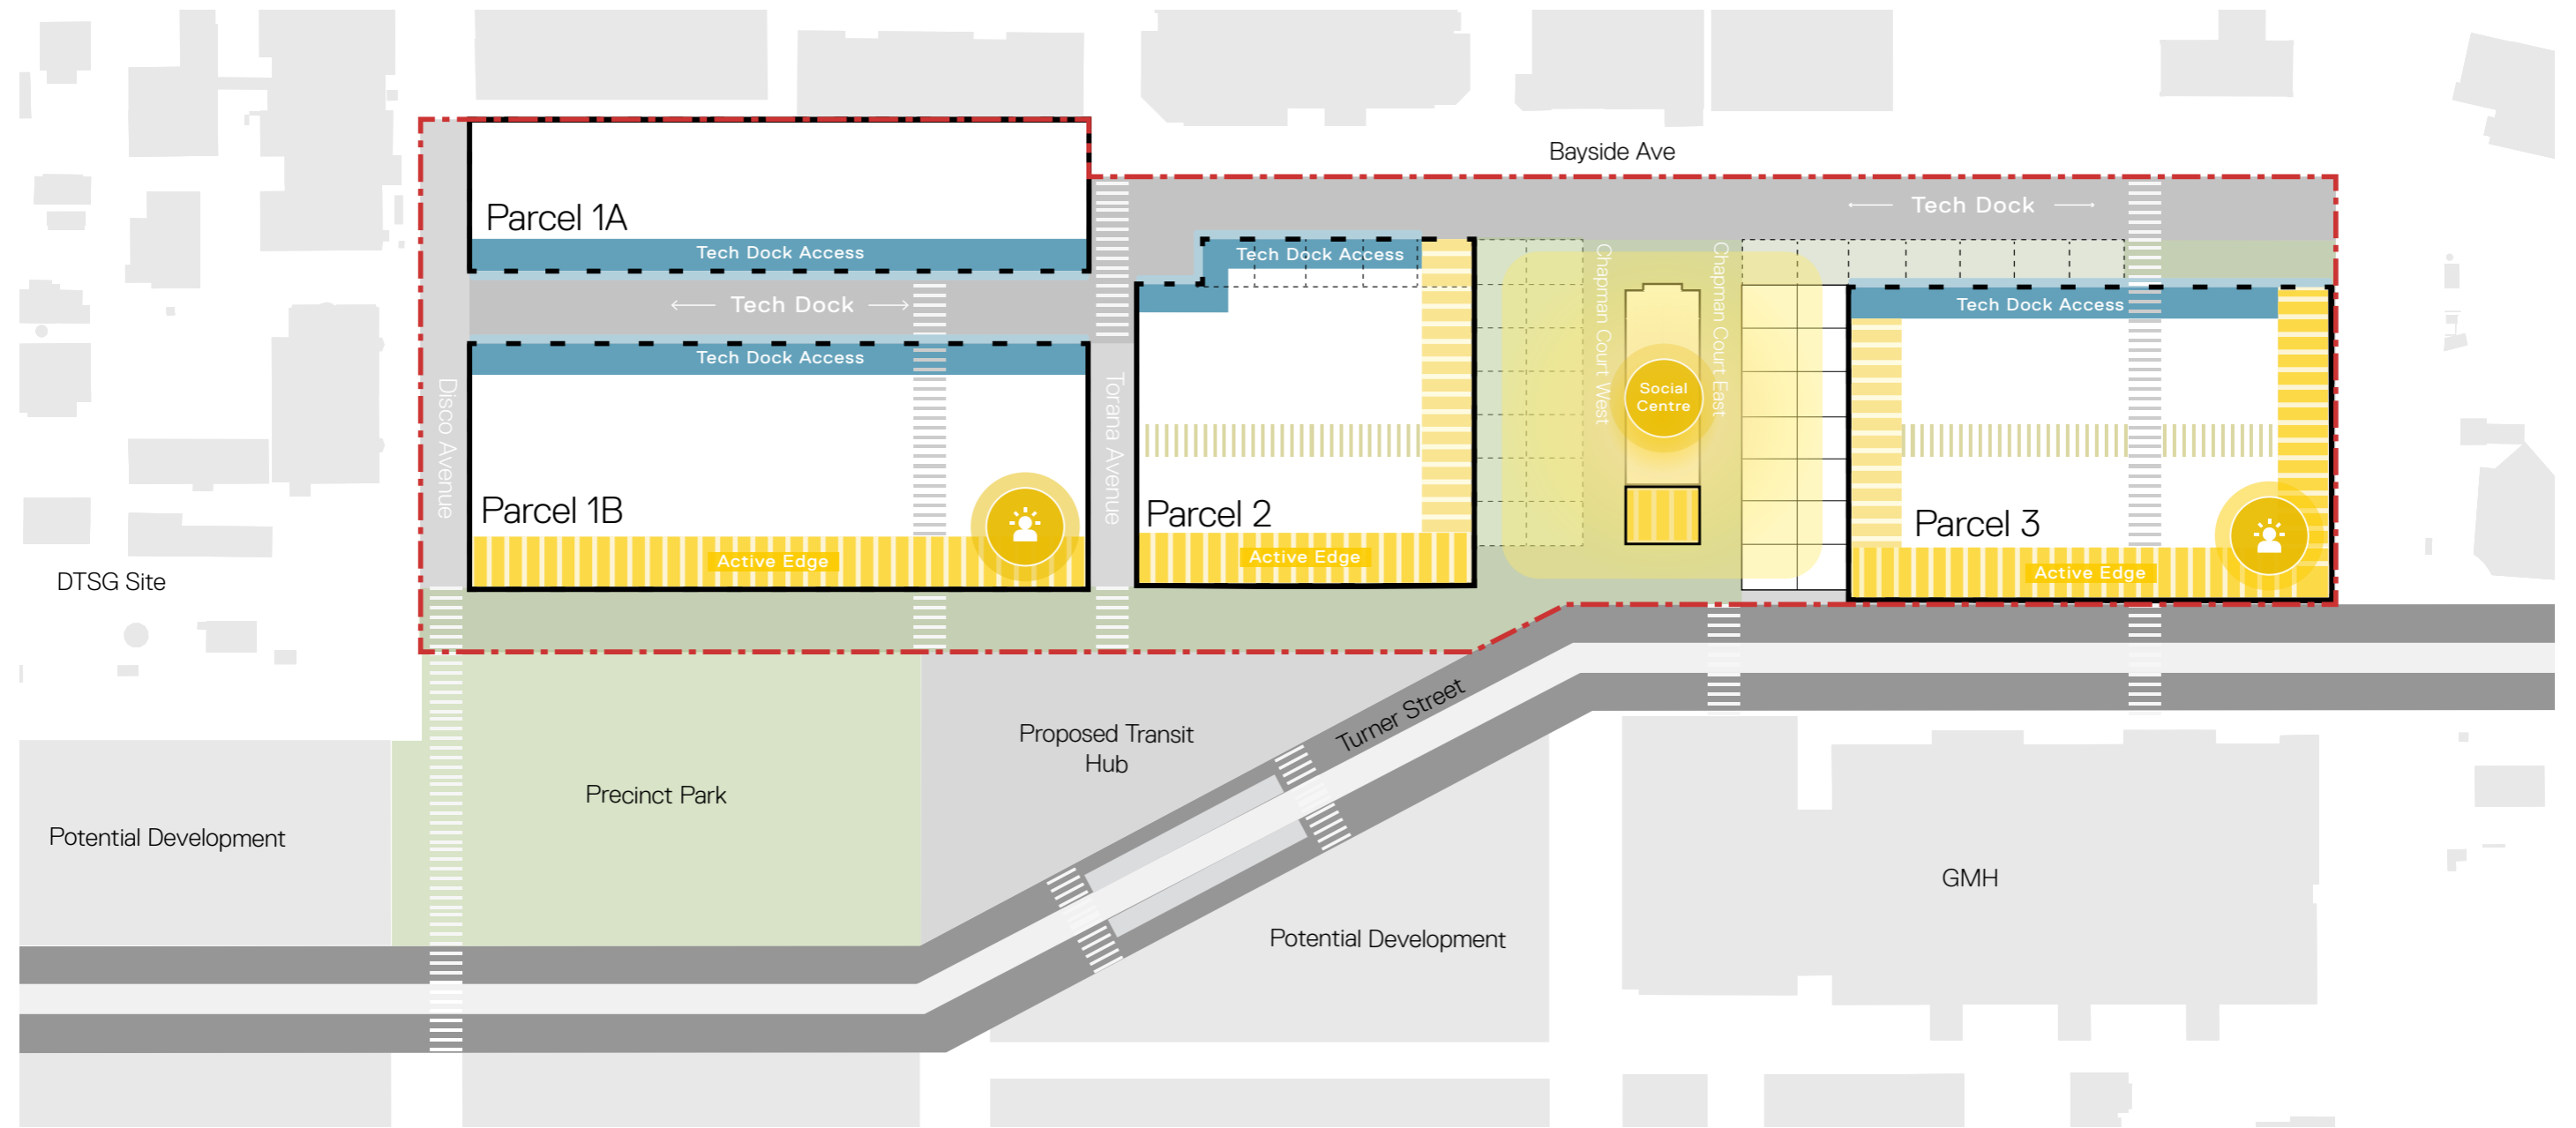 Bayside Ave
Parcel 1A
Tech Dock
Tech Dock Access
Tech Dock Access
Tech Dock
Tech Dock Access
Tech Dock Access
Tech Dock Access
Disco Avenue
Torana Avenue
Chapman Court West
Chapman Court East
Social
Centre
Parcel 1B
Parcel 2
Parcel 3
Active Edge
Active Edge
Active Edge
DTSG Site
Turner Street
Proposed Transit
Hub
Precinct Park
Potential Development
GMH
Potential Development